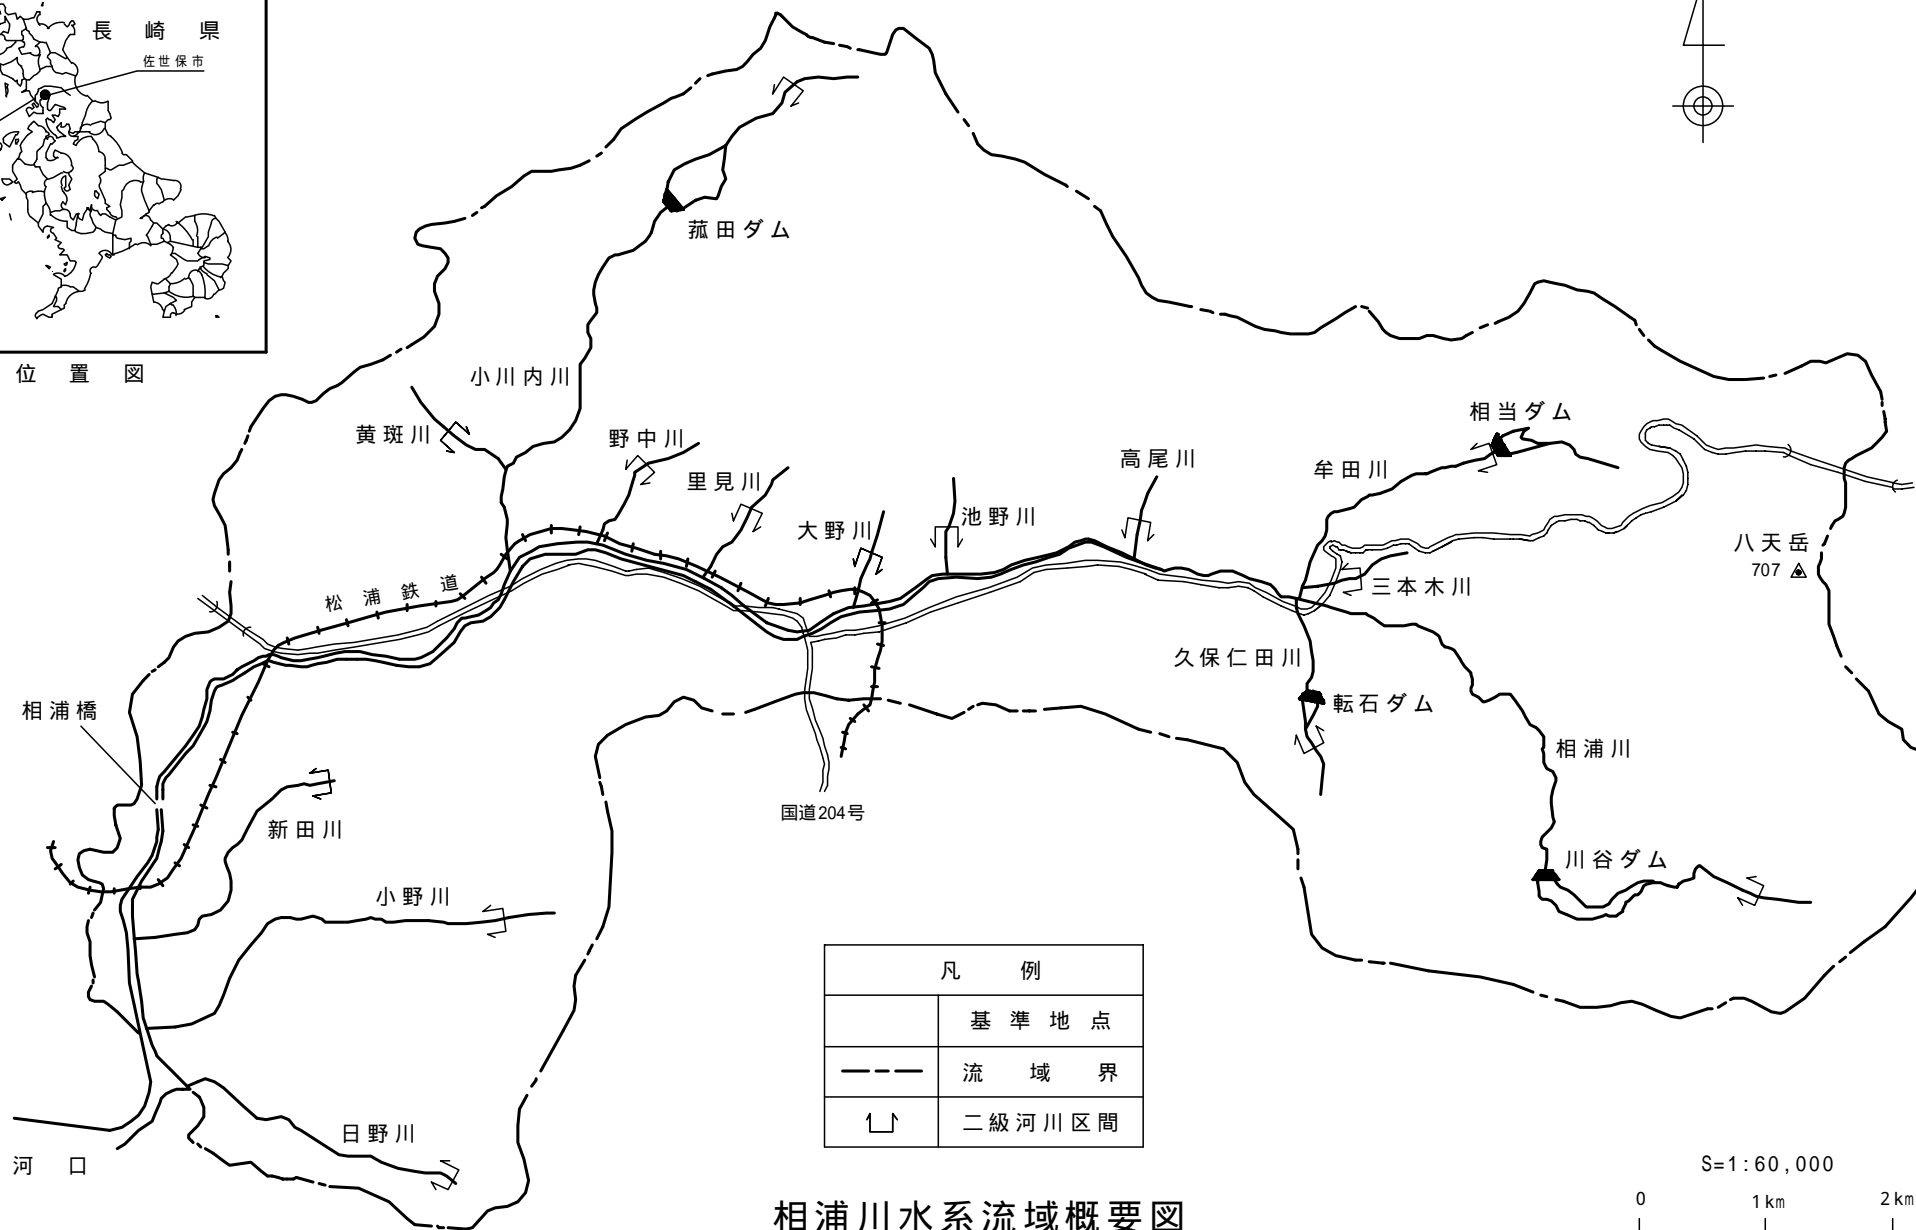 長崎県
佐世保市
位置図
菰田ダム
小川内川
黄斑川
野中川
里見川
大野川
池野川
高尾川
相当ダム
牟田川
八天岳
707
三本木川
松浦鉄道
久保仁田川
転石ダム
相浦橋
相浦川
国道204号
新田川
川谷ダム
小野川
凡例
基準地点
流域界
二級河川区間
日野川
河口
S=1:60,000
0 1km 2km
相浦川水系流域概要図